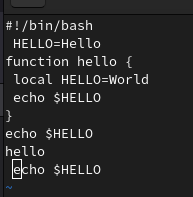 #!/bin/bash
 HELLO=Hello
function hello {
 local HELLO=World
 echo $HELLO
}
echo $HELLO
hello
 echo $HELLO
~